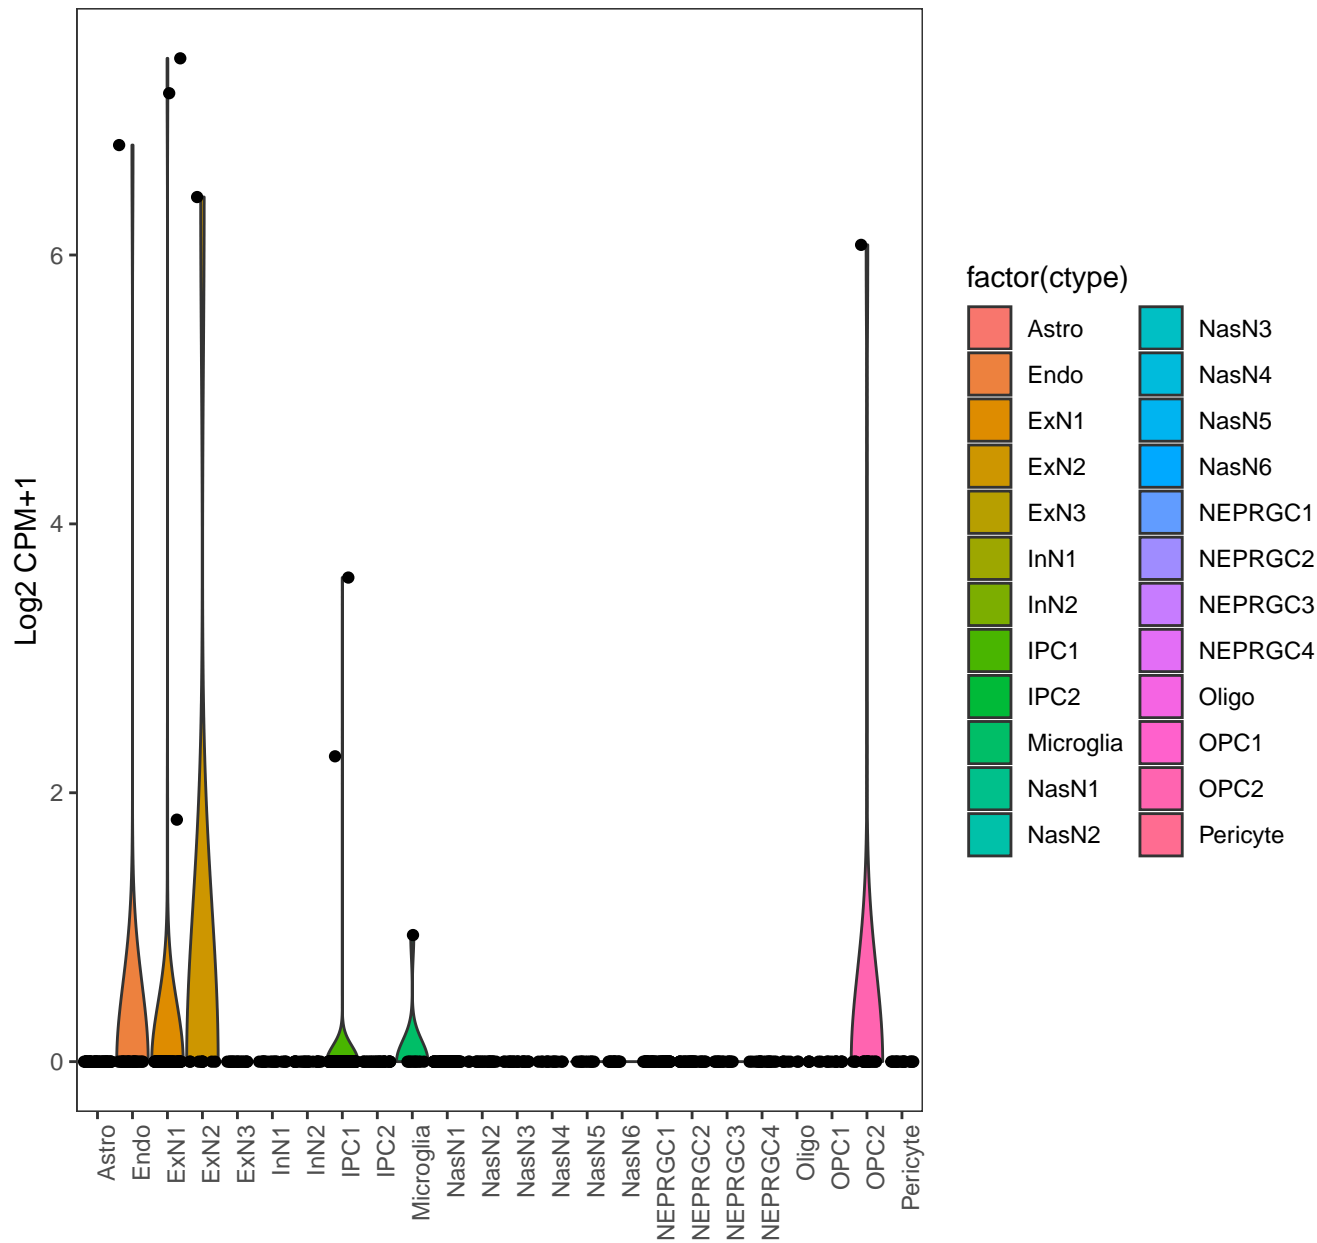 Log2 CPM+1
6
4
2
0
Astro
Endo
ExN1
ExN2
ExN3
InN1
InN2
IPC1
IPC2
Microglia
NasN1
NasN2
NasN3
NasN4
NasN5
NasN6
NEPRGC1
NEPRGC2
NEPRGC3
NEPRGC4
Oligo
OPC1
OPC2
Pericyte
factor(ctype)
Astro
Endo
ExN1
ExN2
ExN3
InN1
InN2
IPC1
IPC2
Microglia
NasN1
NasN2
NasN3
NasN4
NasN5
NasN6
NEPRGC1
NEPRGC2
NEPRGC3
NEPRGC4
Oligo
OPC1
OPC2
Pericyte